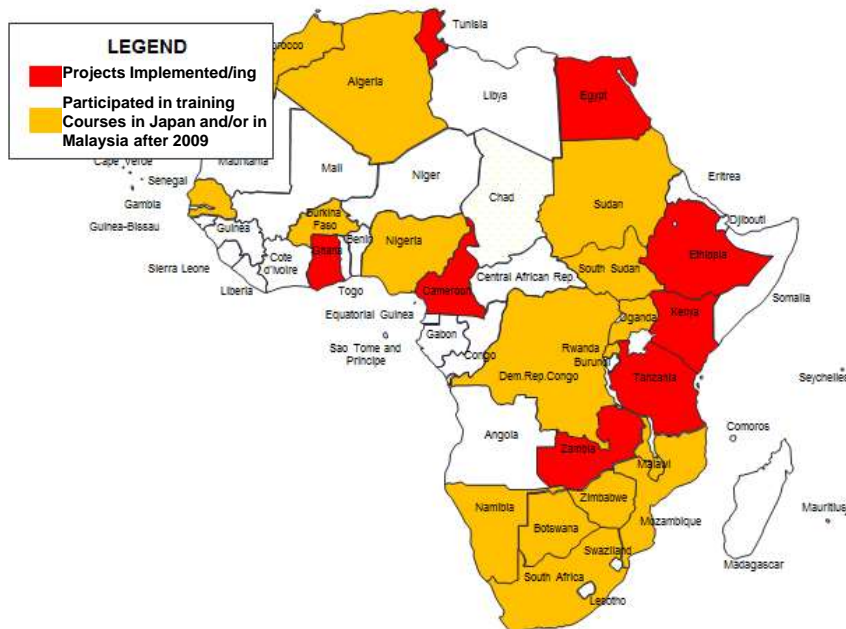 LEGEND
Projects Implemented/ing
Participated in training
Courses in Japan and/or in
Malaysia after 2009
Tunisia
Algeria
Libya
Egypt
Mali
Niger
Chad
Sudan
Eritrea
Senegal
Gambia
Guinea-Bissau
Guinea
Burkina
Faso
Benin
Nigeria
Djibouti
Ethiopia
South Sudan
Sierra Leone
Cote
d'Ivoire
Ghana
Liberia
Togo
Cameroun
Central African Rep.
Somalia
Equatorial Guinea
Sao Tome and
Principe
Gabon
Congo
Uganda
Kenya
Rwanda
Burundi
Dem.Rep.Congo
Tanzania
Seychelles
Angola
Zambia
Malawi
Comoros
Namibia
Zimbabwe
Botswana
Mozambique
Mauritius
Swaziland
Madagascar
South Africa
Lesotho